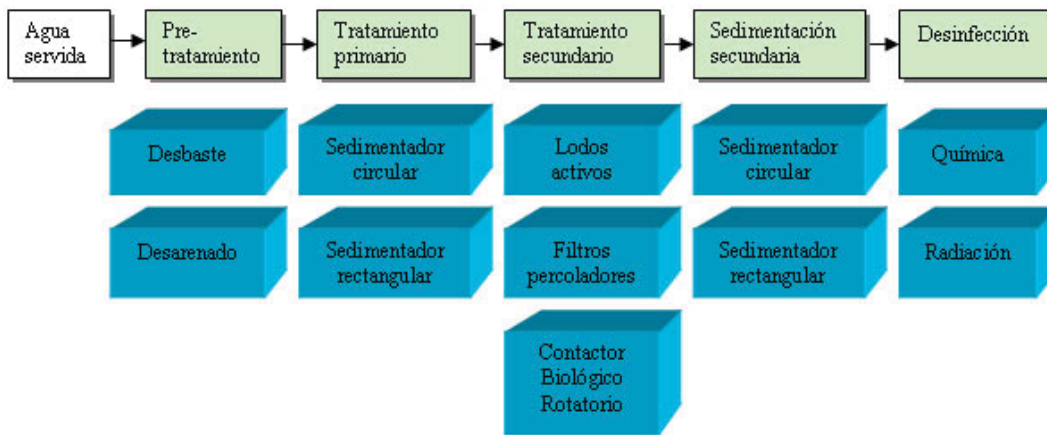 Agua
servida
Pre-
tratamiento
Tratamiento
primario
Tratamiento
secundario
Sedimentación
secundaria
Desinfección
Desbaste
Sedimentador
circular
Lodos
activos
Sedimentador
circular
Química
Desarenado
Sedimentador
rectangular
Filtros
percoladores
Sedimentador
rectangular
Radiación
Contactor
Biológico
Rotatorio